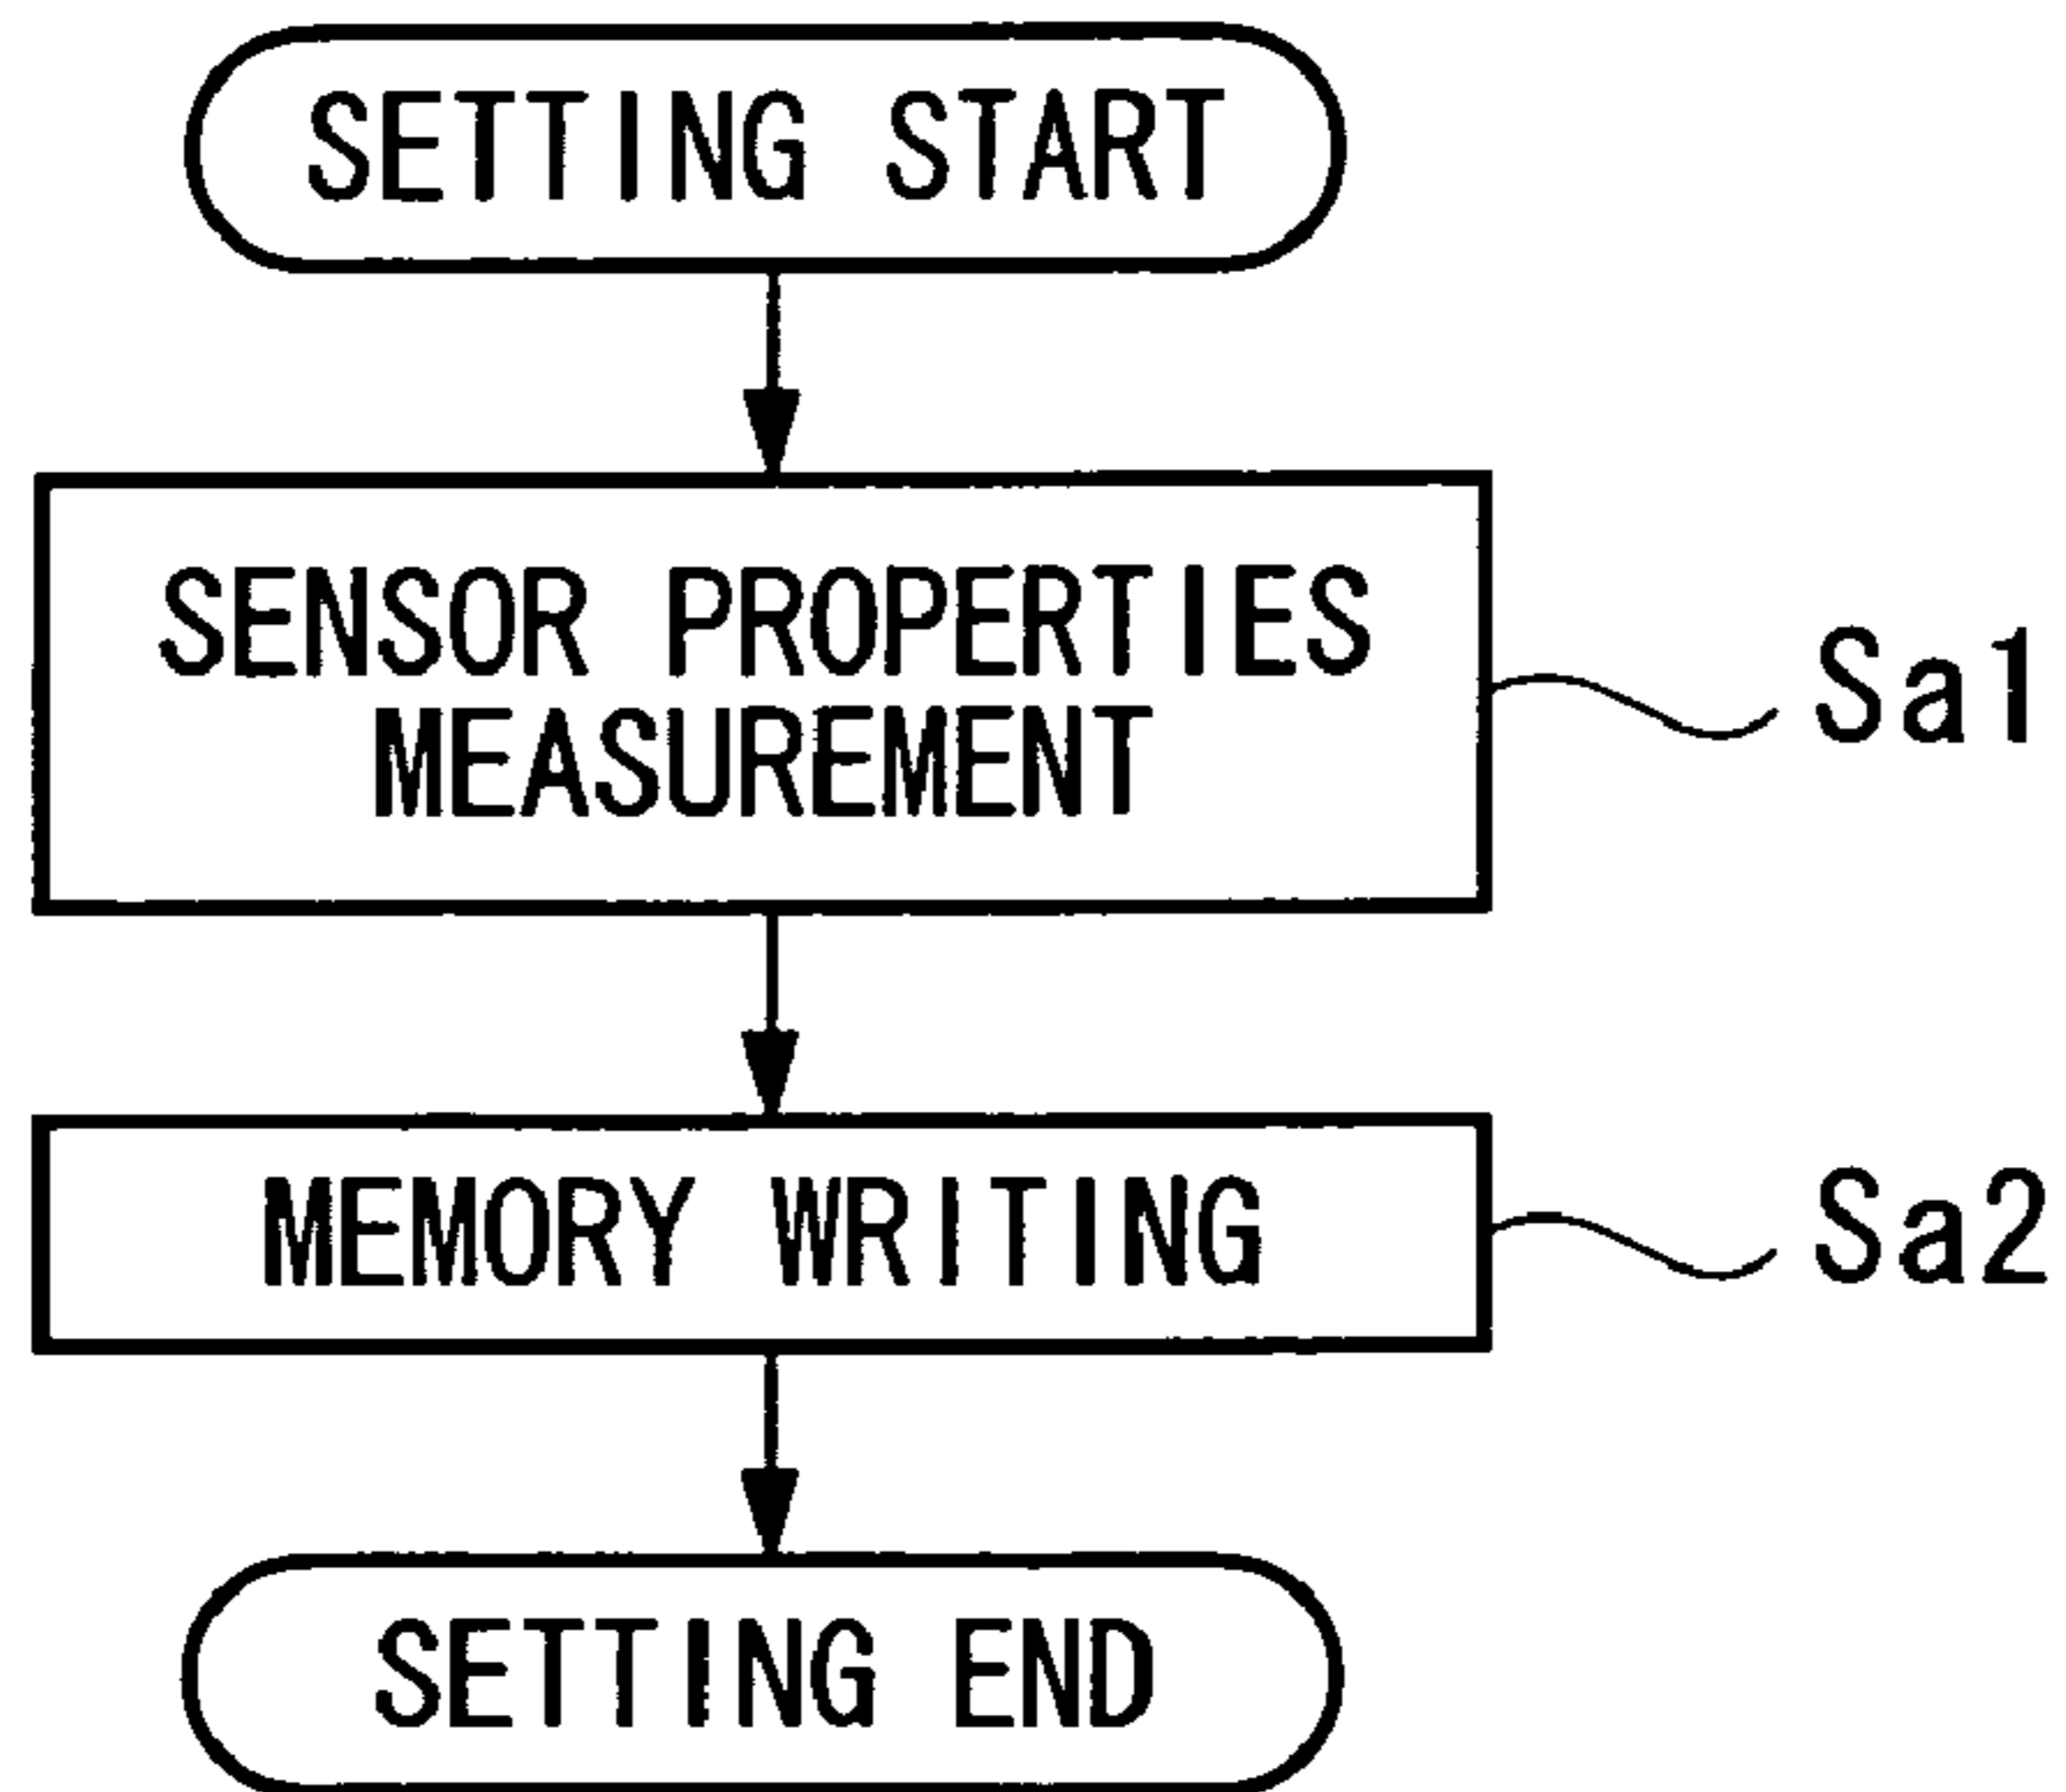 SETTING START
SENSOR PROPERTIES
MEASUREMENT
Sa1
MEMORY WRITING
Sa2
SETTING END